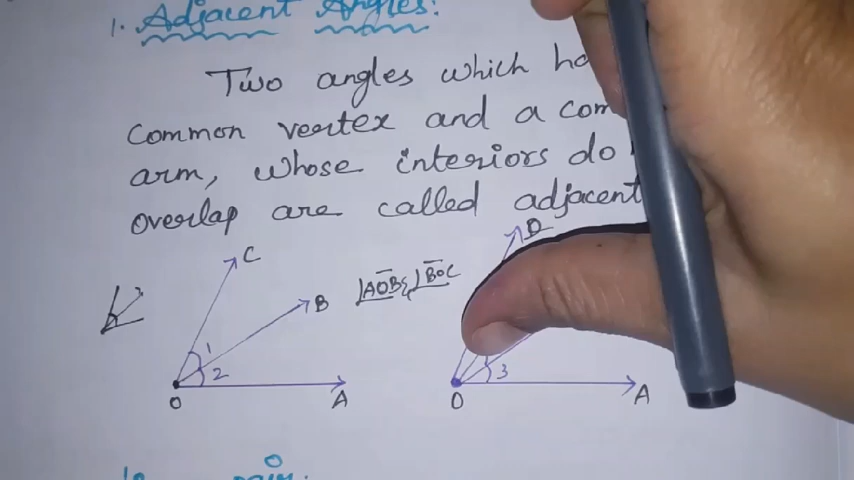 1. Adjacent Angles:
Two angles which ha
common vertex and a com
arm, whose interiors do
overlap are called adjacent
C
B
1
2
O
A
∠AOB & ∠BOC
D
3
O
A